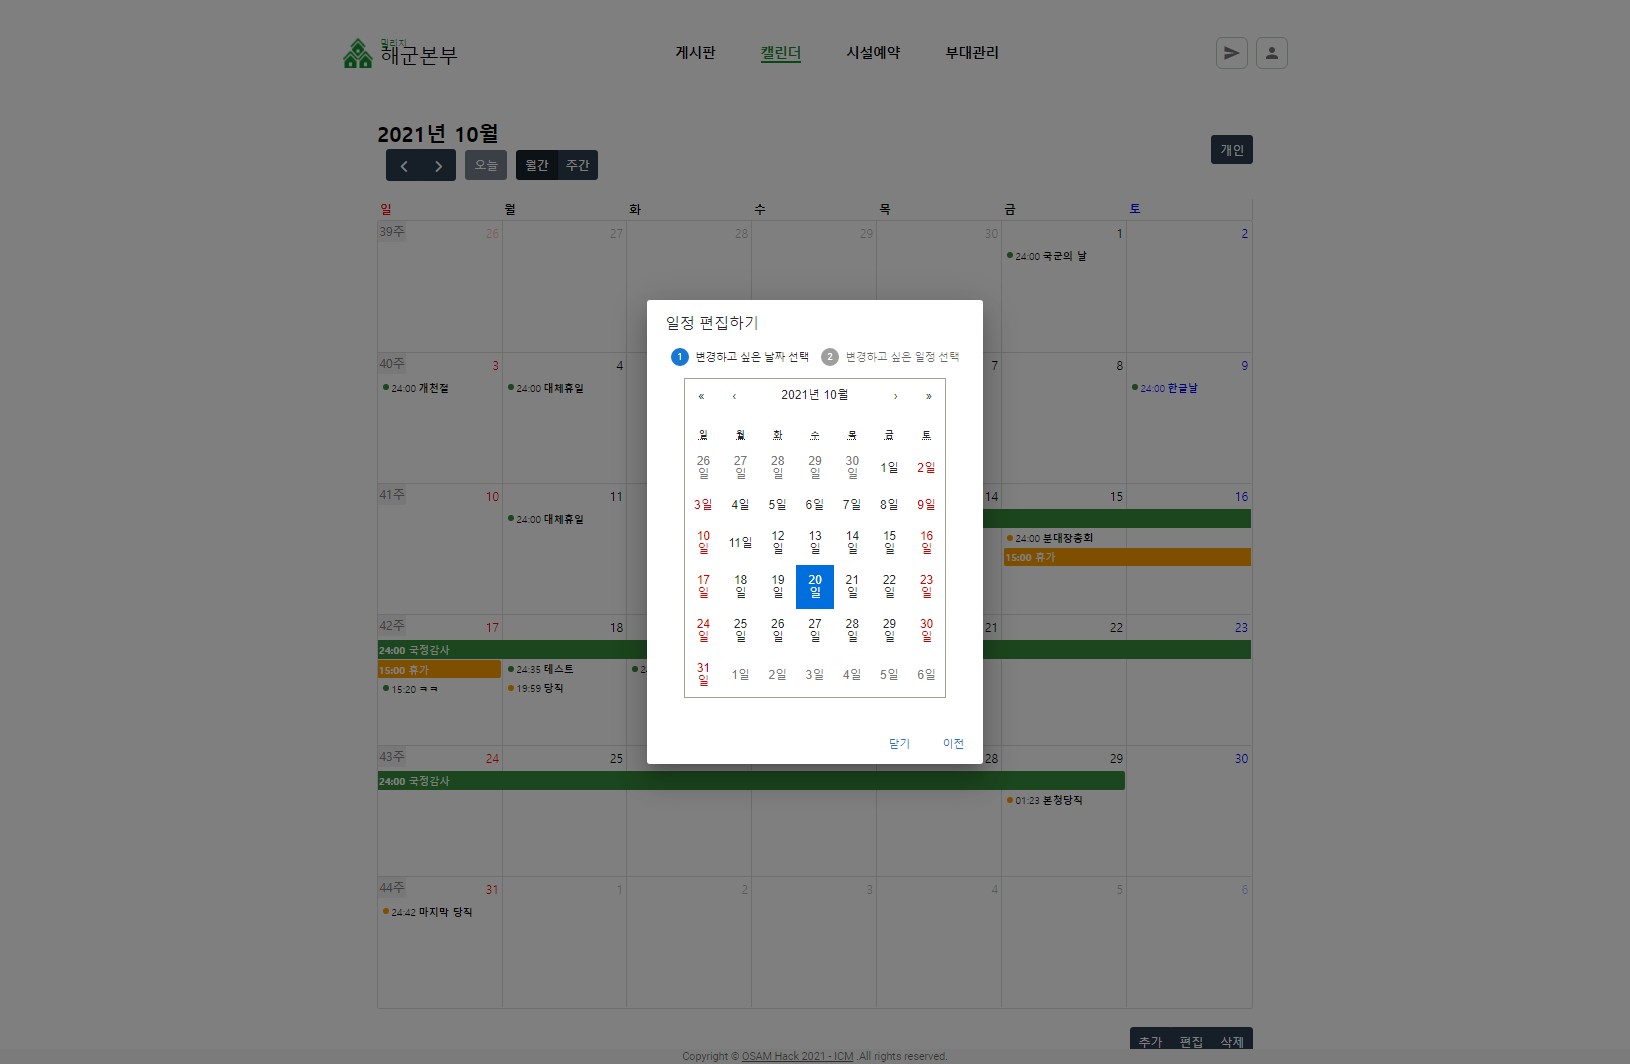 밀리지
해군본부
게시판 캘린더 시설예약 부대관리
2021년 10월
오늘 월간 주간
개인
일 월 화 수 목 금 토
39주 26 27 28 29 30 1 2
24:00 국군의 날
일정 편집하기
1 변경하고 싶은 날짜 선택 2 변경하고 싶은 일정 선택
« ‹ 2021년 10월 › »
일 월 화 수 목 금 토
26일 27일 28일 29일 30일 1일 2일
3일 4일 5일 6일 7일 8일 9일
10일 11일 12일 13일 14일 15일 16일
17일 18일 19일 20일 21일 22일 23일
24일 25일 26일 27일 28일 29일 30일
31일 1일 2일 3일 4일 5일 6일
닫기 이전
40주 3 4 7 8 9
24:00 개천절 24:00 대체휴일 24:00 한글날
41주 10 11 14 15 16
24:00 대체휴일
24:00 분대장총회
15:00 휴가
42주 17 18 21 22 23
24:00 국정감사
15:00 휴가 24:35 테스트 2
15:20 ㅋㅋ 19:59 당직
43주 24 25 28 29 30
24:00 국정감사
01:23 본청당직
44주 31 1 2 3 4 5 6
24:42 마지막 당직
추가 편집 삭제
Copyright © OSAM Hack 2021 - ICM .All rights reserved.